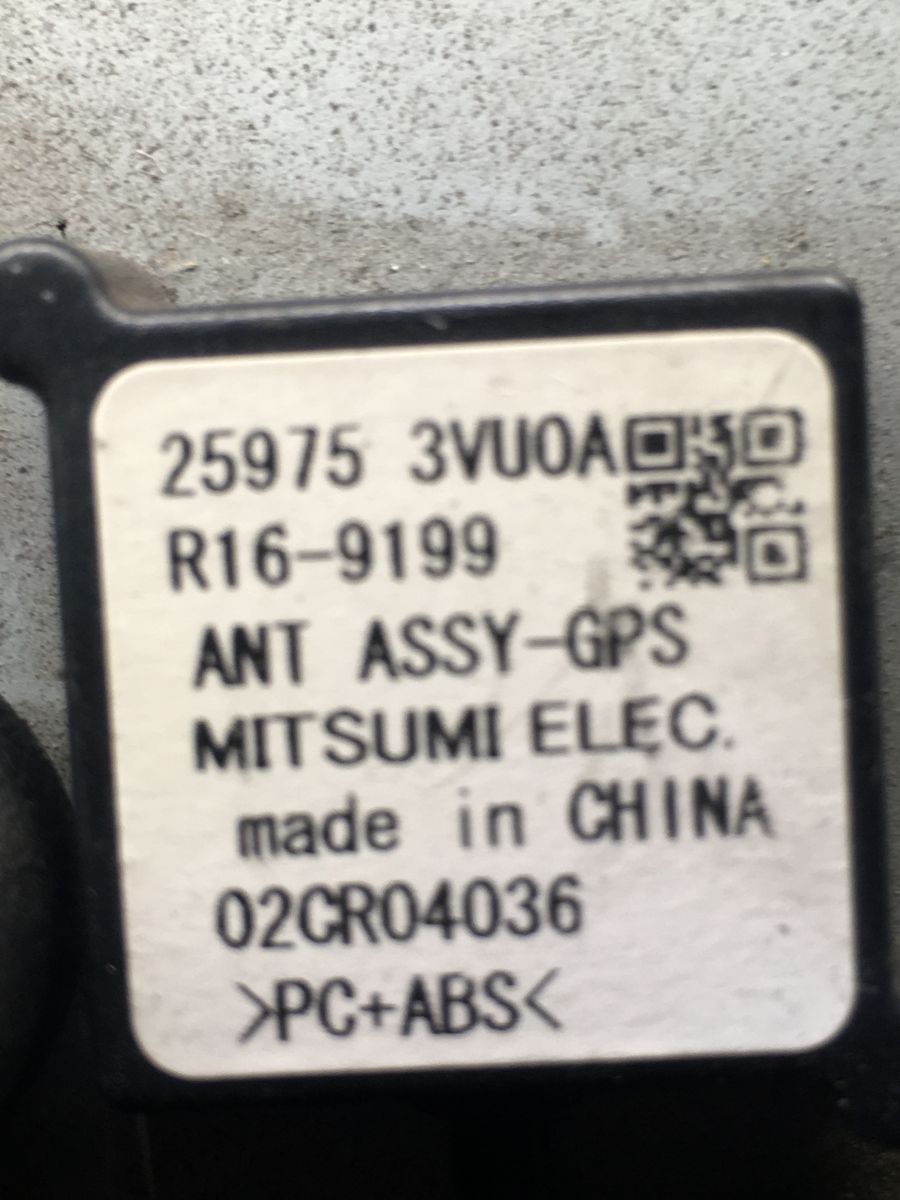 25975 3VU0A
R16-9199
ANT ASSY-GPS
MITSUMI ELEC.
made in CHINA
02CR04036
>PC+ABS<